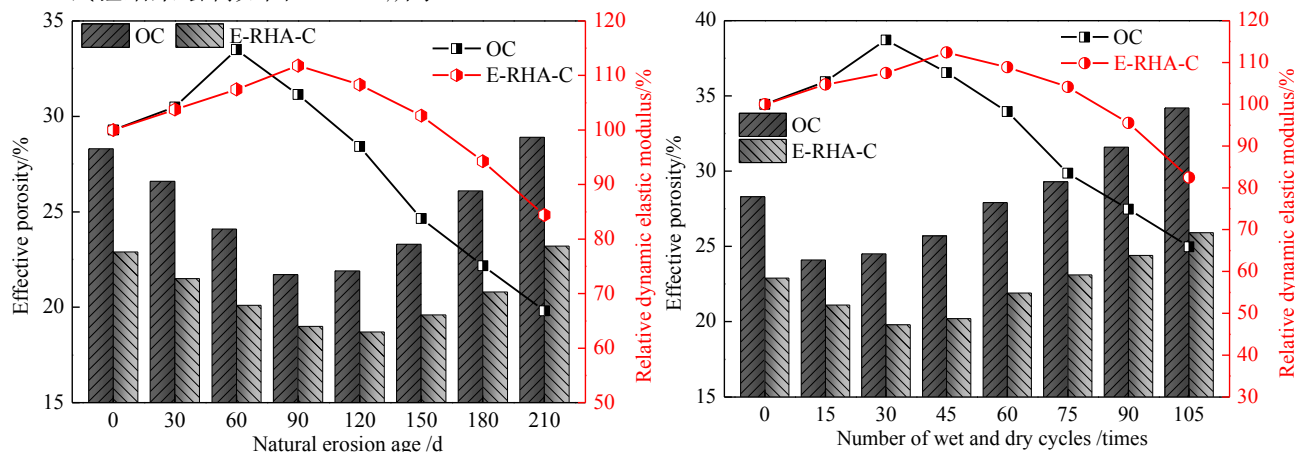 35
30
25
20
15
Effective porosity/%
OC
E-RHA-C
OC
E-RHA-C
120
110
100
90
80
70
60
50
Relative dynamic elastic modulus/%
0 30 60 90 120 150 180 210
Natural erosion age /d
40
35
30
25
20
15
Effective porosity/%
OC
E-RHA-C
OC
E-RHA-C
120
110
100
90
80
70
60
50
40
30
Relative dynamic elastic modulus/%
0 15 30 45 60 75 90 105
Number of wet and dry cycles /times